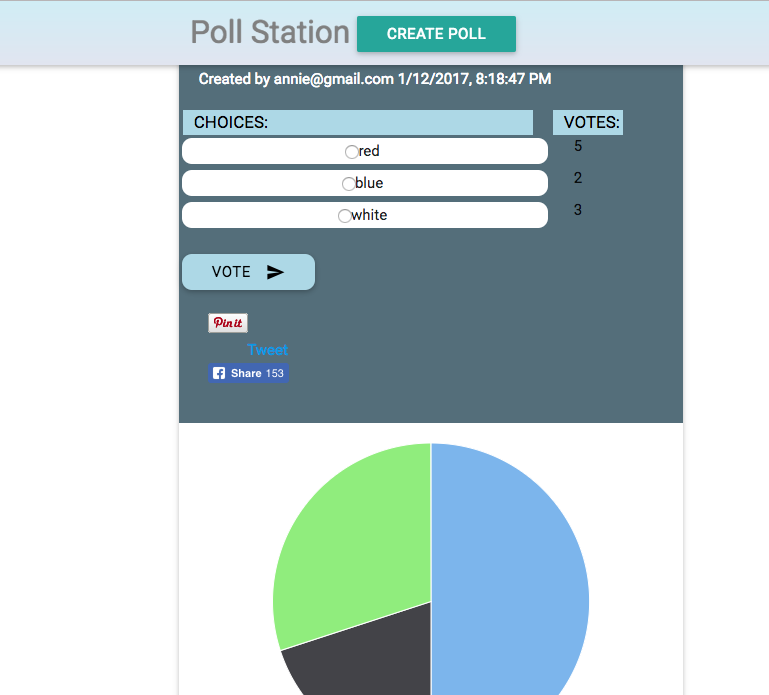 Poll Station CREATE POLL
Created by annie@gmail.com 1/12/2017, 8:18:47 PM
CHOICES: VOTES:
red 5
blue 2
white 3
VOTE
Pin it
Tweet
Share 153